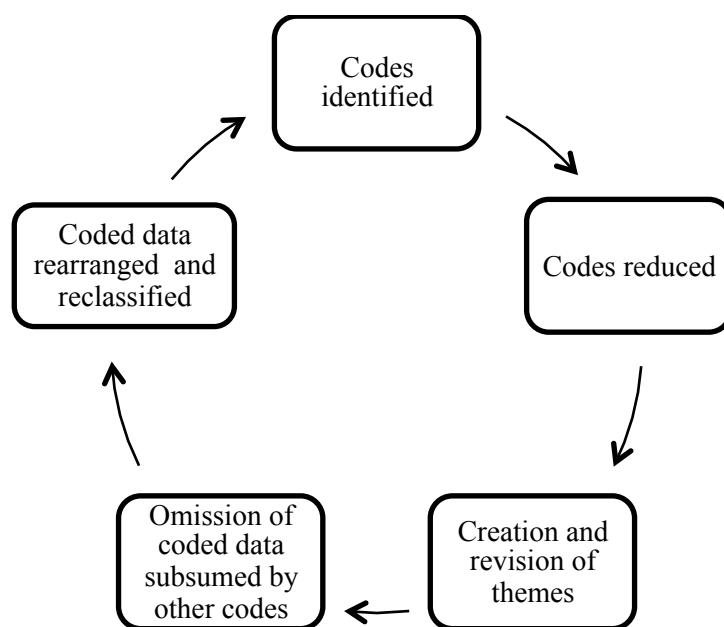 Codes
identified
Codes reduced
Creation and
revision of
themes
Omission of
coded data
subsumed by
other codes
Coded data
rearranged and
reclassified